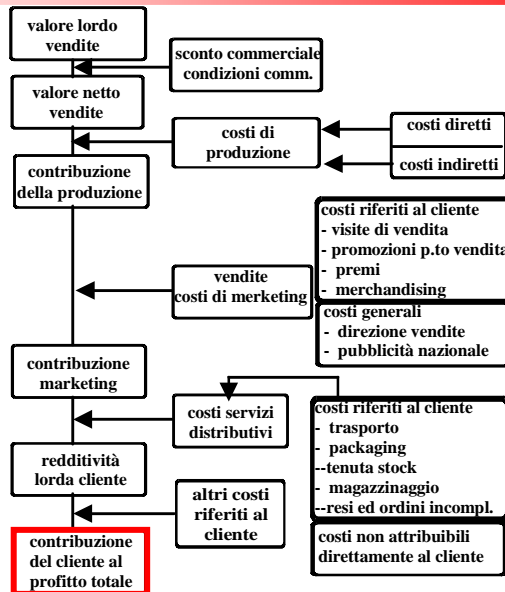 valore lordo
vendite
sconto commerciale
condizioni comm.
valore netto
vendite
costi di
produzione
costi diretti
costi indiretti
contribuzione
della produzione
costi riferiti al cliente
- visite di vendita
- promozioni p.to vendita
- premi
- merchandising
vendite
costi di merketing
costi generali
- direzione vendite
- pubblicità nazionale
contribuzione
marketing
costi servizi
distributivi
costi riferiti al cliente
- trasporto
- packaging
--tenuta stock
- magazzinaggio
--resi ed ordini incompl.
redditività
lorda cliente
altri costi
riferiti al
cliente
costi non attribuibili
direttamente al cliente
contribuzione
del cliente al
profitto totale